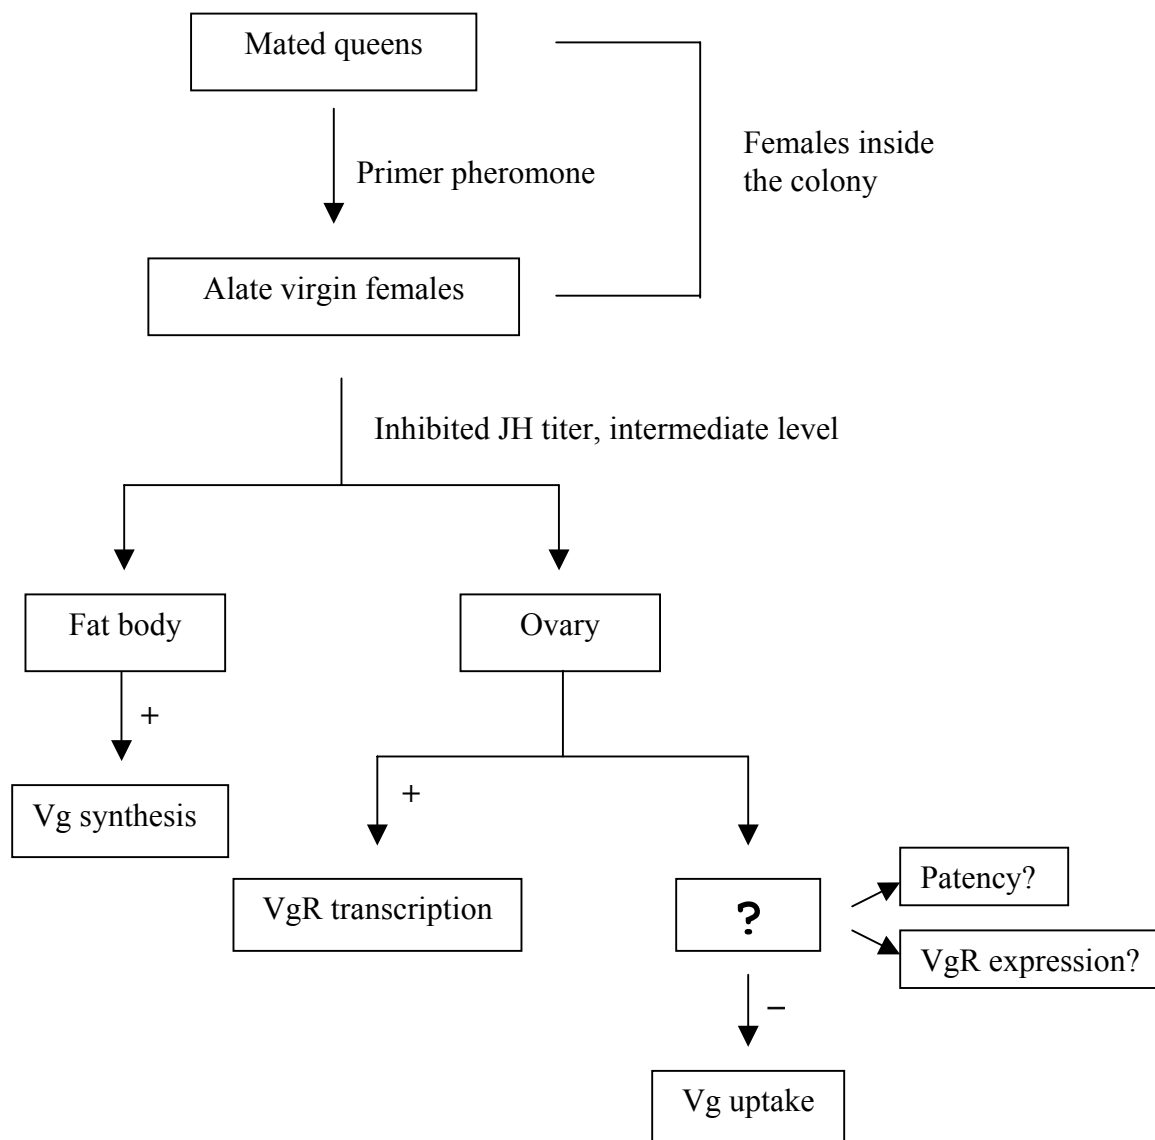 Mated queens
Females inside
the colony
Primer pheromone
Alate virgin females
Inhibited JH titer, intermediate level
Fat body
Ovary
+
Vg synthesis
+
VgR transcription
?
Patency?
VgR expression?
−
Vg uptake